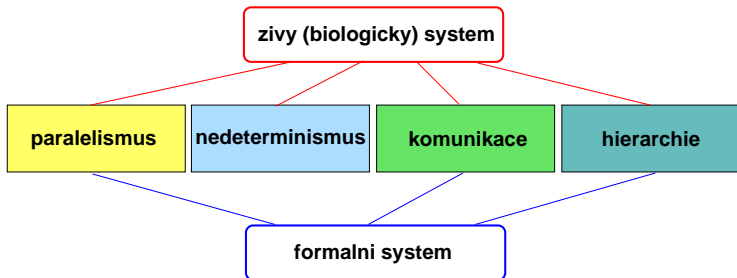 zivy (biologicky) system
paralelismus
nedeterminismus
komunikace
hierarchie
formalni system